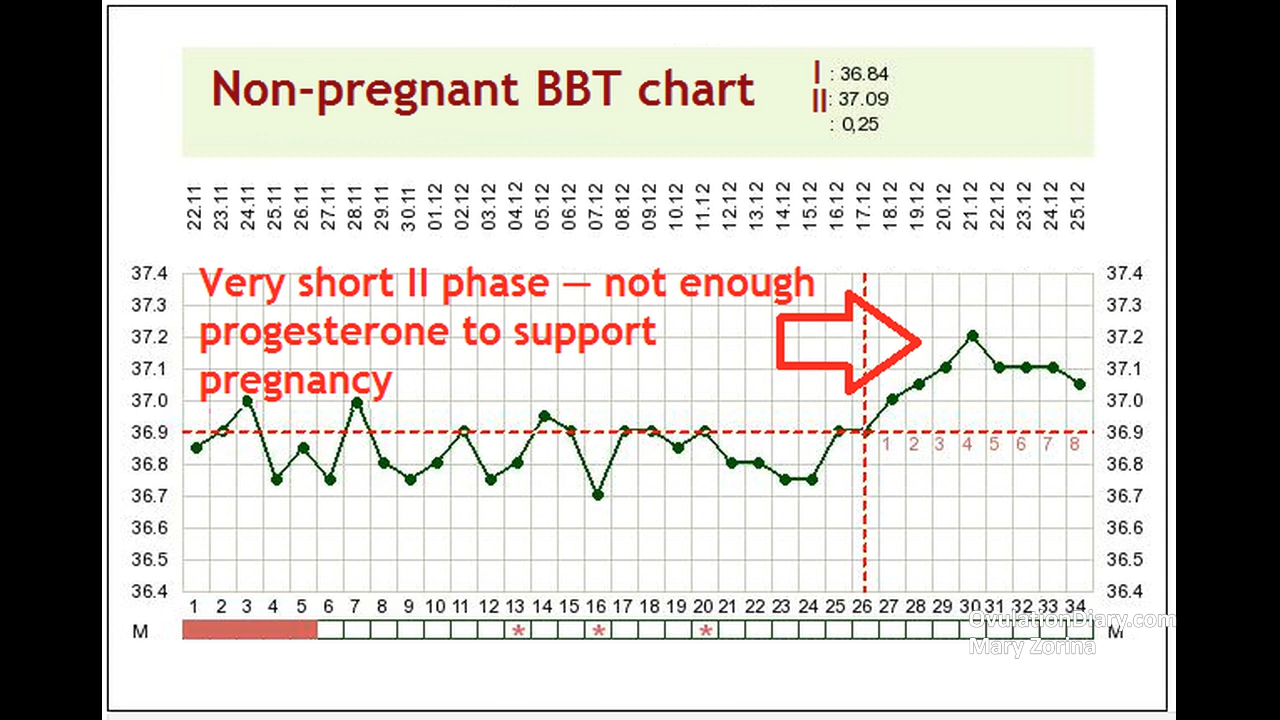 Non-pregnant BBT chart
I : 36.84
II: 37.09
: 0,25
22.11 23.11 24.11 25.11 26.11 27.11 28.11 29.11 30.11 01.12 02.12 03.12 04.12 05.12 06.12 07.12 08.12 09.12 10.12 11.12 12.12 13.12 14.12 15.12 16.12 17.12 18.12 19.12 20.12 21.12 22.12 23.12 24.12 25.12
37.4 37.4
Very short II phase — not enough
37.3 37.3
progesterone to support
37.2 37.2
37.1 37.1
pregnancy
37.0 37.0
36.9 36.9
1 2 3 4 5 6 7 8
36.8 36.8
36.7 36.7
36.6 36.6
36.5 36.5
36.4 36.4
1 2 3 4 5 6 7 8 9 10 11 12 13 14 15 16 17 18 19 20 21 22 23 24 25 26 27 28 29 30 31 32 33 34
OvulationDiary.com
M * * * M
Mary Zorina